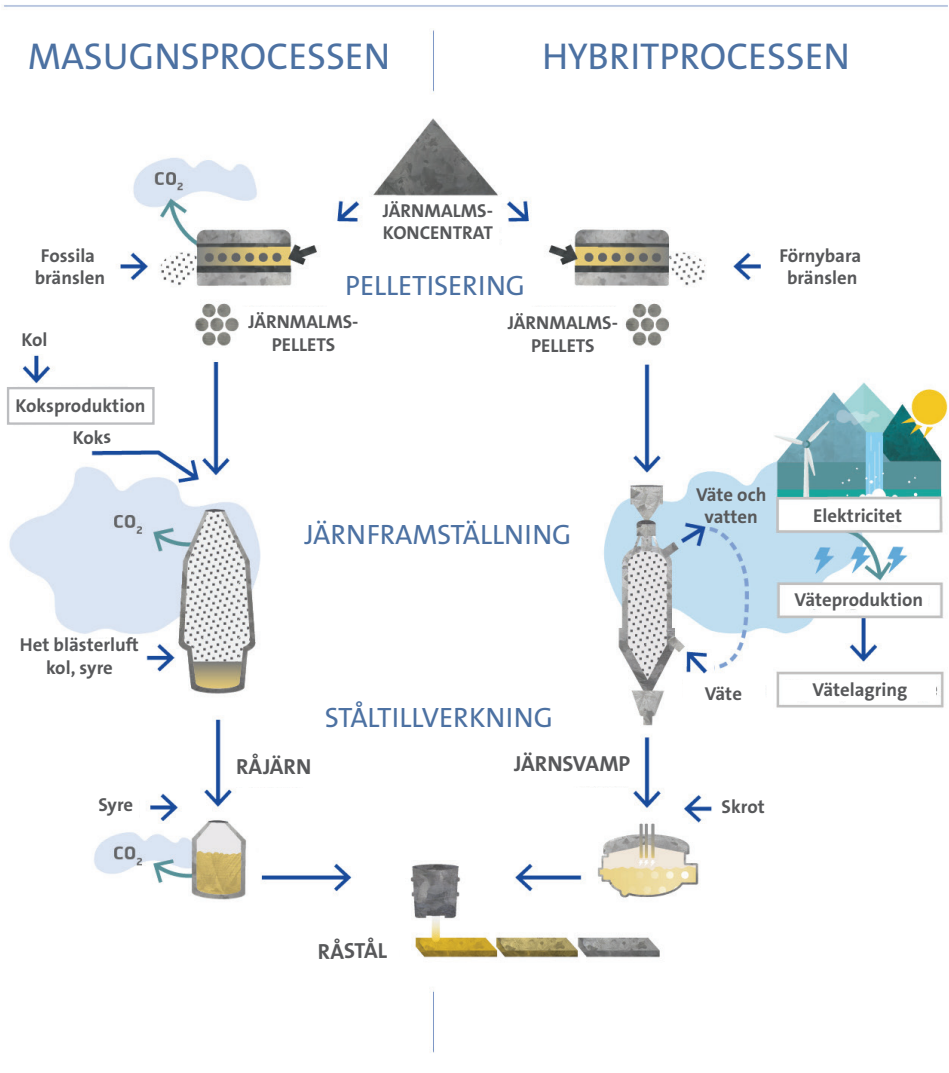 MASUGNSPROCESSEN
HYBRITPROCESSEN
CO₂
JÄRNMALMS-
KONCENTRAT
Fossila
bränslen
Förnybara
bränslen
PELLETISERING
JÄRNMALMS-
PELLETS
JÄRNMALMS-
PELLETS
Kol
Koksproduktion
Koks
CO₂
JÄRNFRAMSTÄLLNING
Väte och
vatten
Elektricitet
Väteproduktion
Het blästerluft
kol, syre
Väte
Vätelagring
STÅLTILLVERKNING
RÅJÄRN
JÄRNSVAMP
Syre
Skrot
CO₂
RÅSTÅL